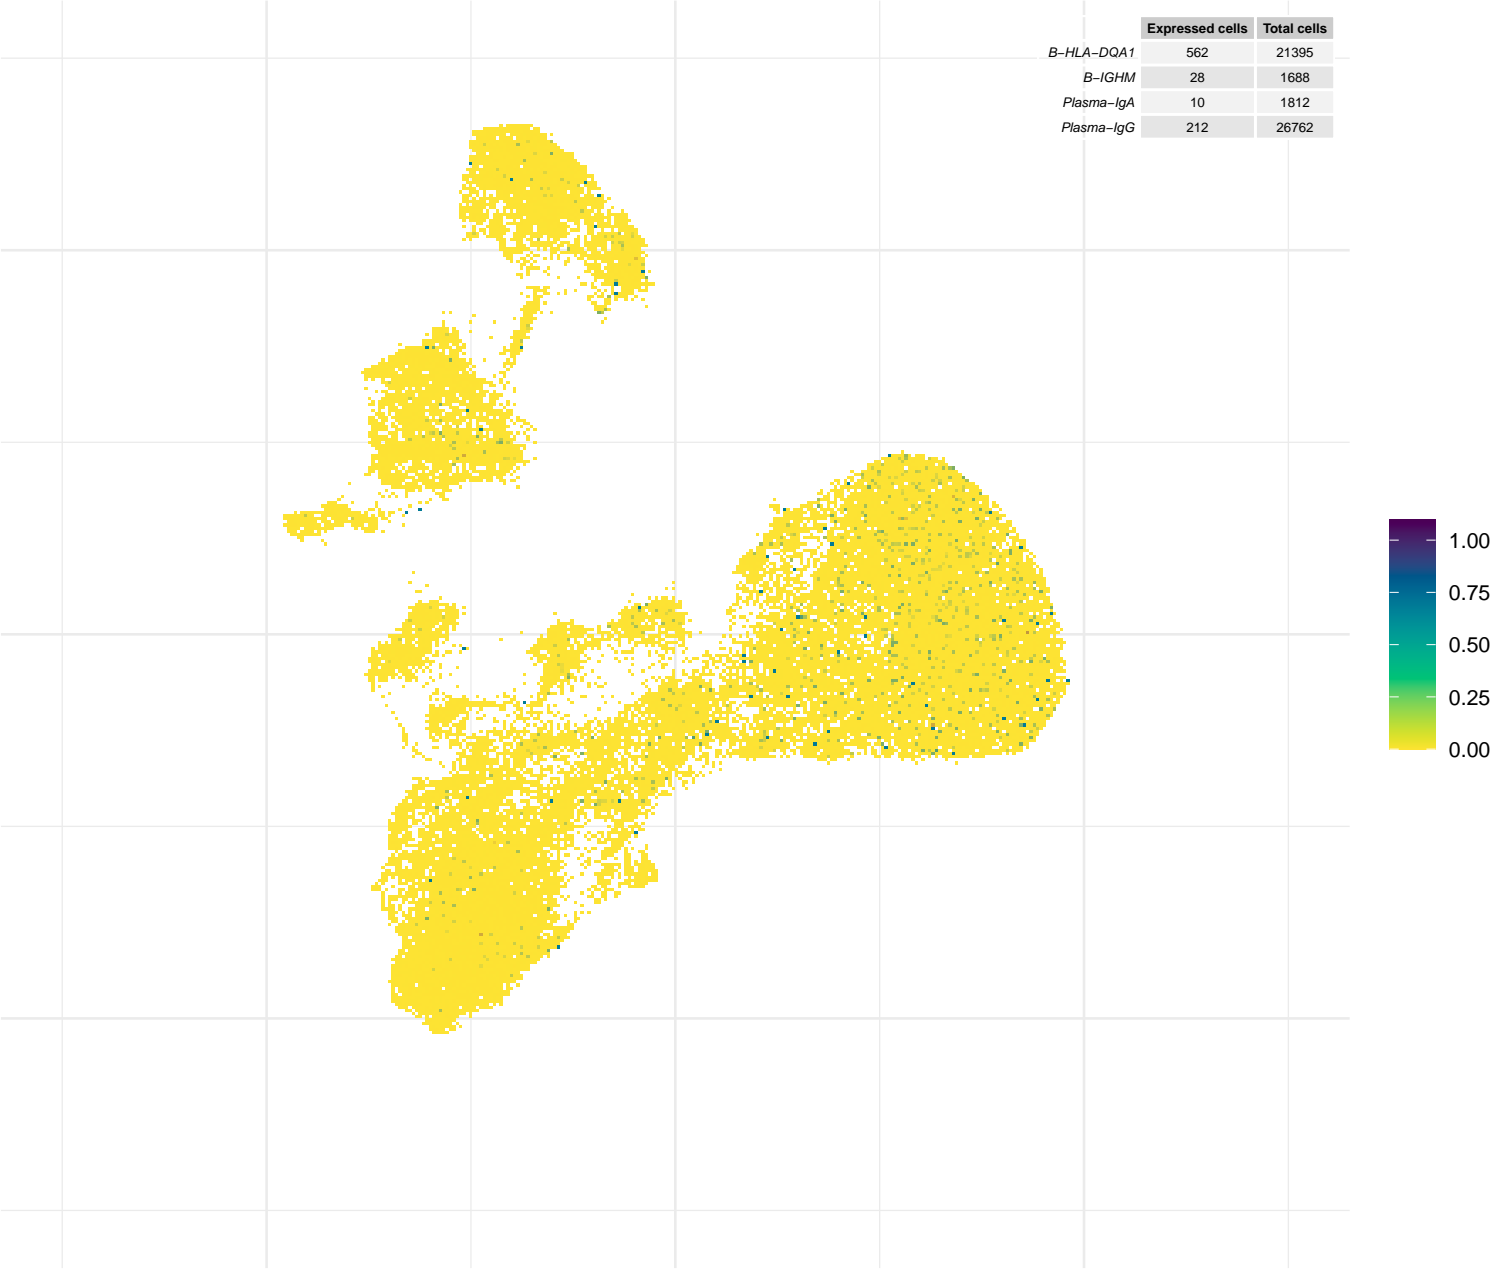 Expressed cells Total cells
B−HLA−DQA1 562 21395
B−IGHM 28 1688
Plasma−IgA 10 1812
Plasma−IgG 212 26762
1.00
0.75
0.50
0.25
0.00